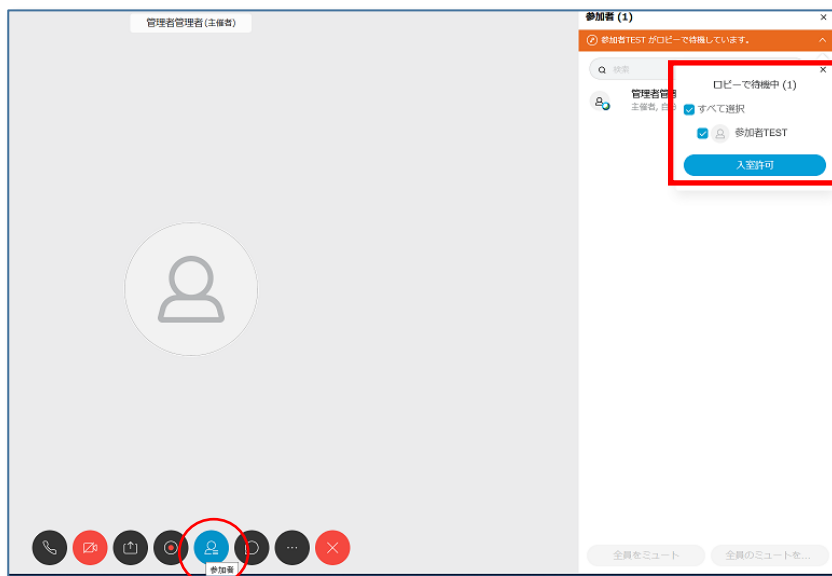 管理者管理者(主催者)
参加者 (1)
参加者TEST がロビーで待機しています。
検索
ロビーで待機中 (1)
管理者管
主催者, 自
すべて選択
参加者TEST
入室許可
全員をミュート
全員のミュートを...
参加者